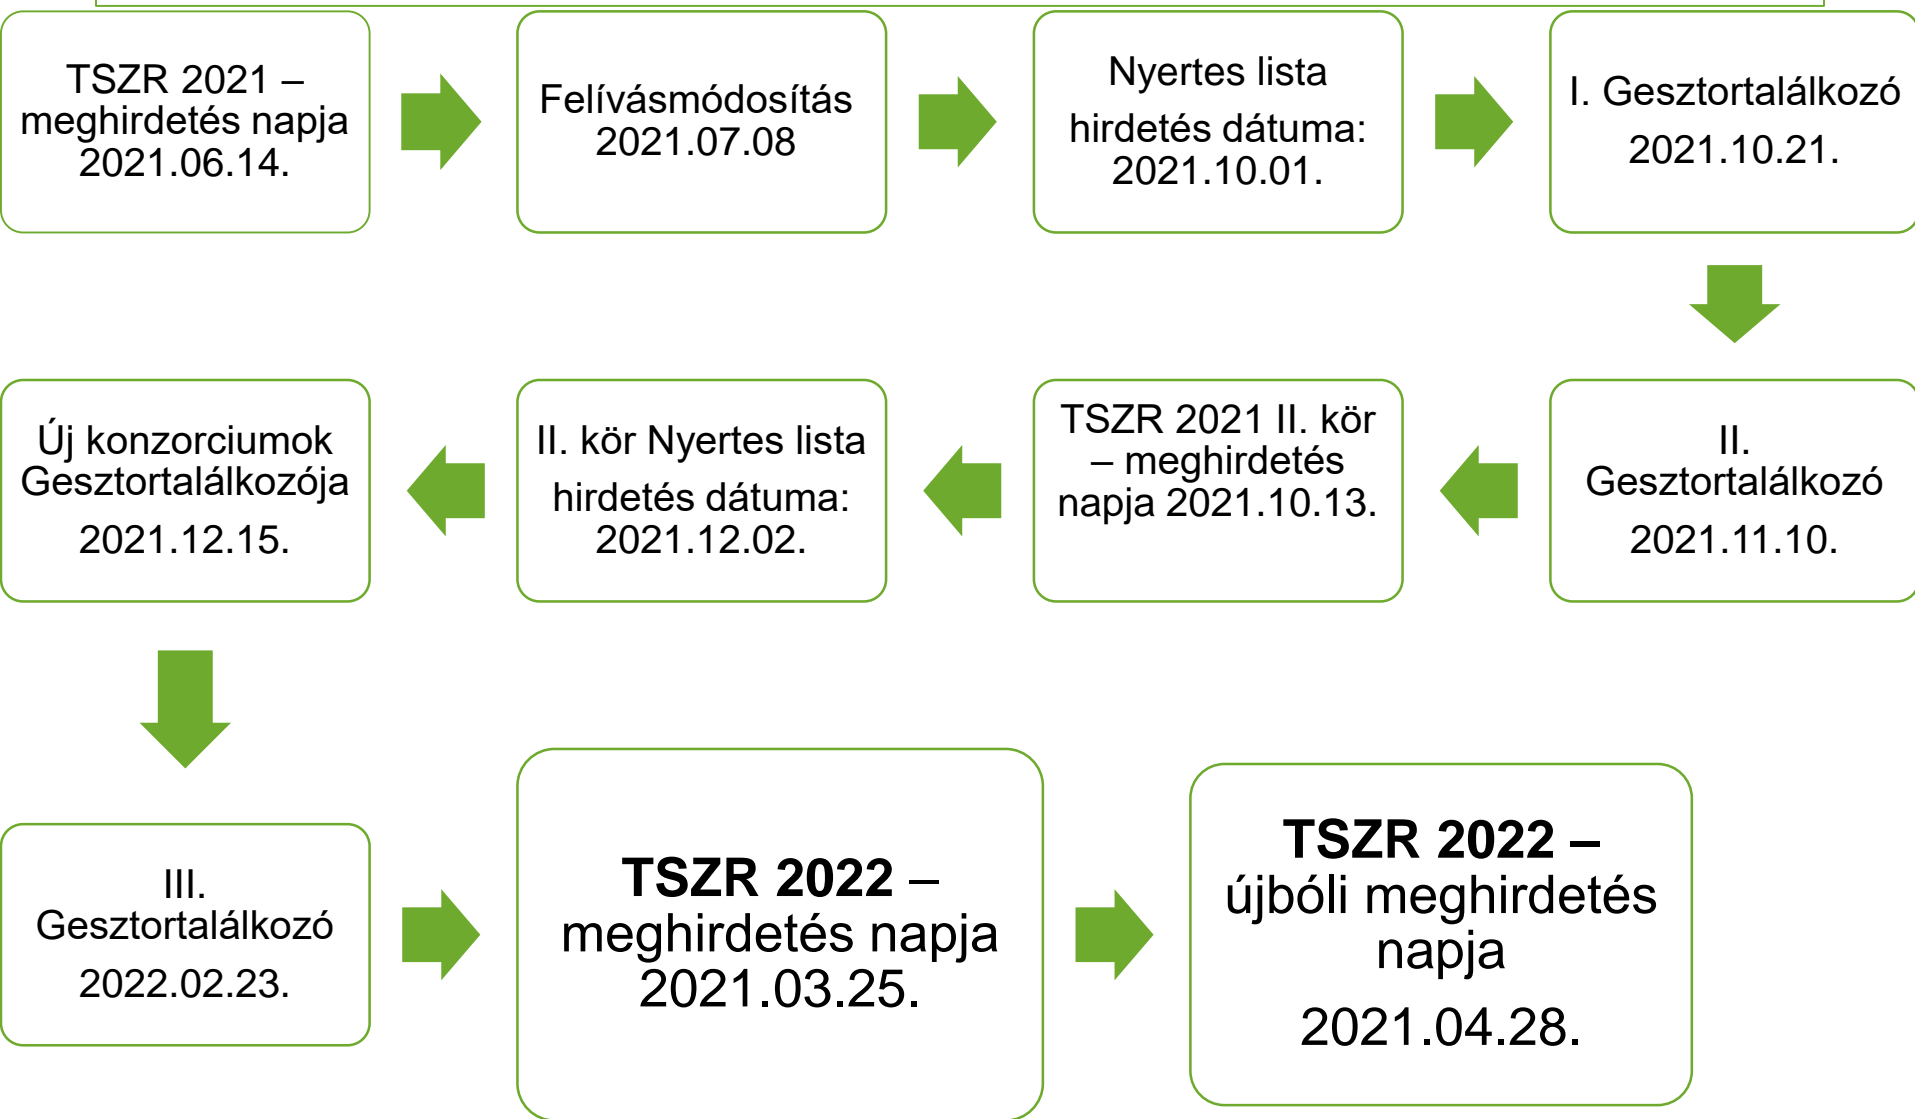 TSZR 2021 –
meghirdetés napja
2021.06.14.
Felívásmódosítás
2021.07.08
Nyertes lista
hirdetés dátuma:
2021.10.01.
I. Gesztortalálkozó
2021.10.21.
II.
Gesztortalálkozó
2021.11.10.
TSZR 2021 II. kör
– meghirdetés
napja 2021.10.13.
II. kör Nyertes lista
hirdetés dátuma:
2021.12.02.
Új konzorciumok
Gesztortalálkozója
2021.12.15.
III.
Gesztortalálkozó
2022.02.23.
TSZR 2022 –
meghirdetés napja
2021.03.25.
TSZR 2022 –
újbóli meghirdetés
napja
2021.04.28.